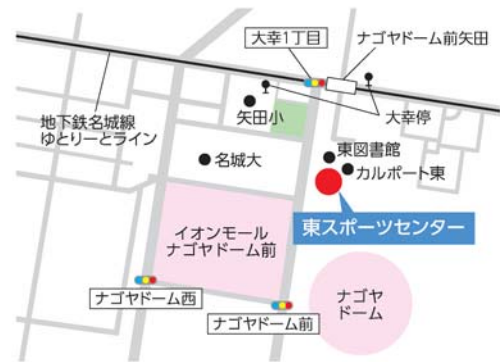 大幸1丁目
ナゴヤドーム前矢田
地下鉄名城線
ゆとりーとライン
矢田小
大幸停
東図書館
名城大
カルポート東
東スポーツセンター
イオンモール
ナゴヤドーム前
ナゴヤドーム西
ナゴヤドーム前
ナゴヤ
ドーム